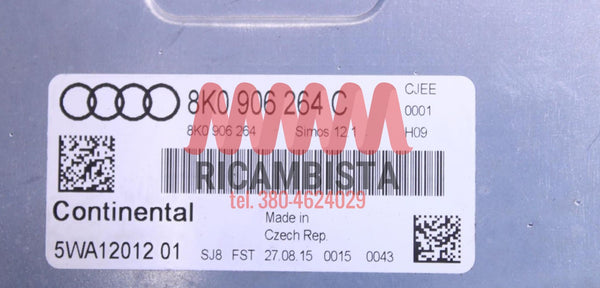 8K0 906 264 C
CJEE
0001
8K0 906 264 Simos 12.1 H09
RICAMBISTA
tel. 380-4624029
Continental
Made in
Czech Rep.
5WA12012 01 SJ8 FST 27.08.15 0015 0043